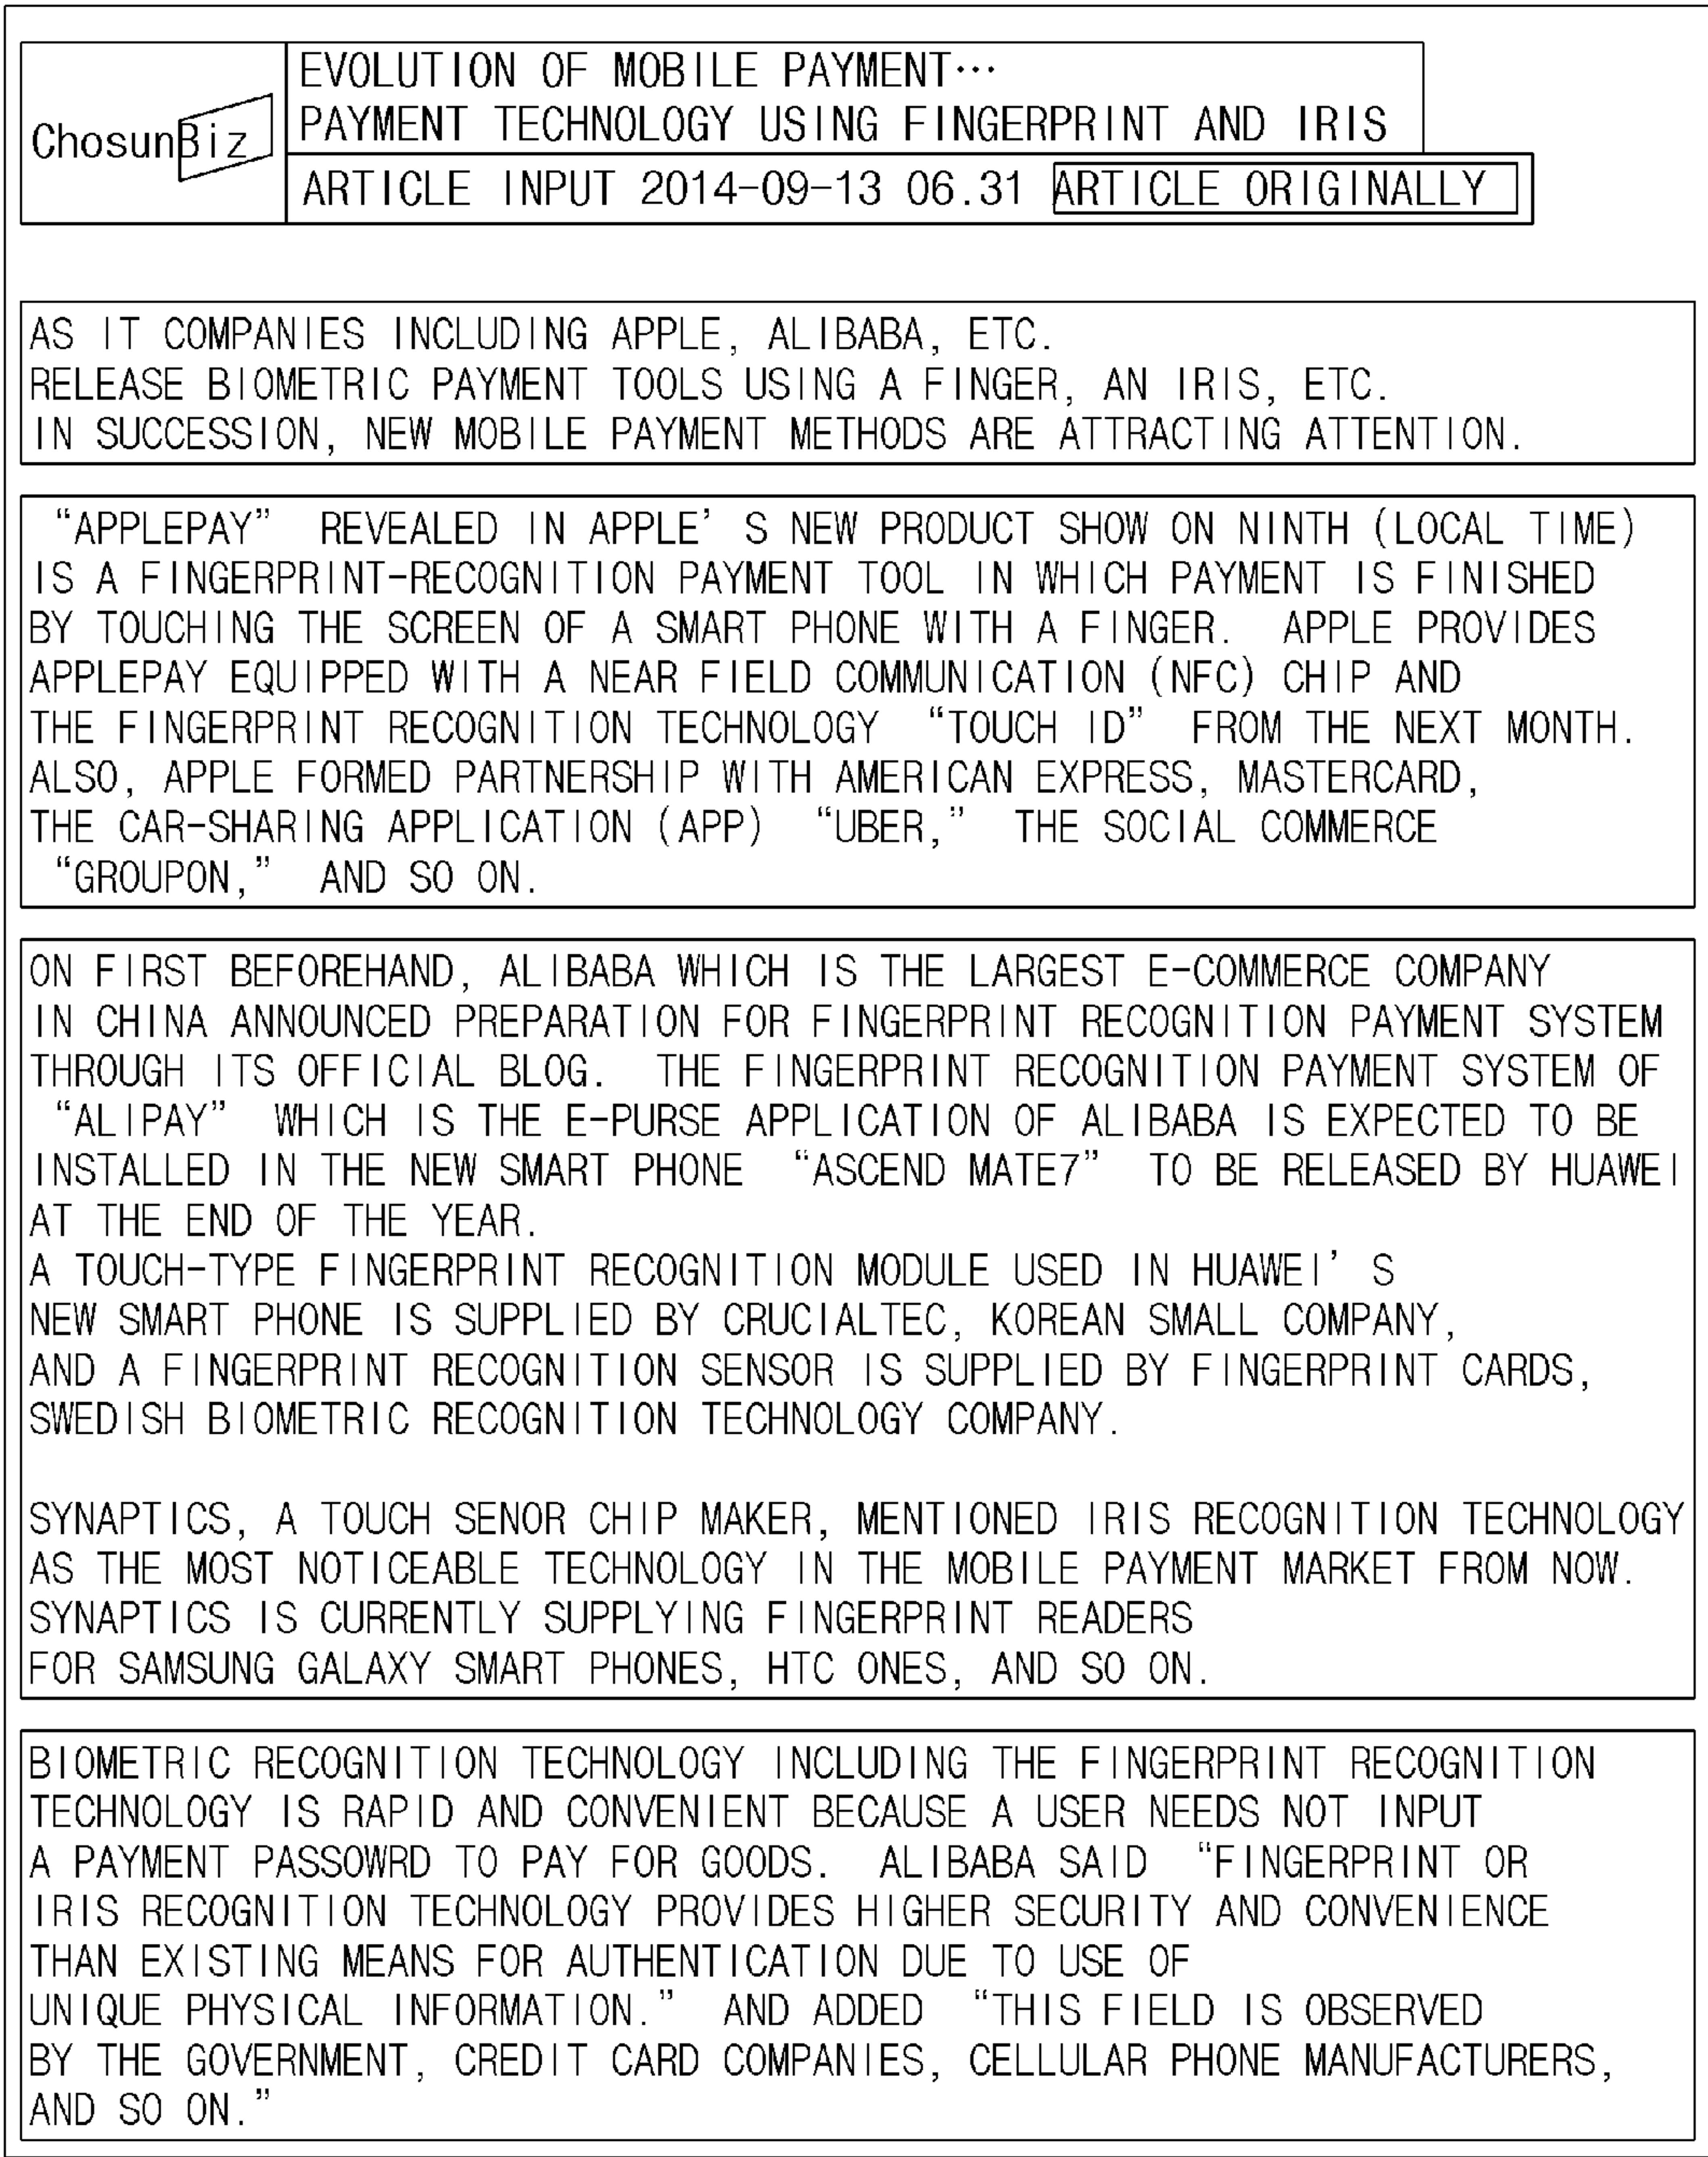 ChosunBiz
EVOLUTION OF MOBILE PAYMENT…
PAYMENT TECHNOLOGY USING FINGERPRINT AND IRIS
ARTICLE INPUT 2014-09-13 06.31 ARTICLE ORIGINALLY
AS IT COMPANIES INCLUDING APPLE, ALIBABA, ETC.
RELEASE BIOMETRIC PAYMENT TOOLS USING A FINGER, AN IRIS, ETC.
IN SUCCESSION, NEW MOBILE PAYMENT METHODS ARE ATTRACTING ATTENTION.
“APPLEPAY” REVEALED IN APPLE’ S NEW PRODUCT SHOW ON NINTH (LOCAL TIME)
IS A FINGERPRINT-RECOGNITION PAYMENT TOOL IN WHICH PAYMENT IS FINISHED
BY TOUCHING THE SCREEN OF A SMART PHONE WITH A FINGER. APPLE PROVIDES
APPLEPAY EQUIPPED WITH A NEAR FIELD COMMUNICATION (NFC) CHIP AND
THE FINGERPRINT RECOGNITION TECHNOLOGY “TOUCH ID” FROM THE NEXT MONTH.
ALSO, APPLE FORMED PARTNERSHIP WITH AMERICAN EXPRESS, MASTERCARD,
THE CAR-SHARING APPLICATION (APP) “UBER,” THE SOCIAL COMMERCE
“GROUPON,” AND SO ON.
ON FIRST BEFOREHAND, ALIBABA WHICH IS THE LARGEST E-COMMERCE COMPANY
IN CHINA ANNOUNCED PREPARATION FOR FINGERPRINT RECOGNITION PAYMENT SYSTEM
THROUGH ITS OFFICIAL BLOG. THE FINGERPRINT RECOGNITION PAYMENT SYSTEM OF
“ALIPAY” WHICH IS THE E-PURSE APPLICATION OF ALIBABA IS EXPECTED TO BE
INSTALLED IN THE NEW SMART PHONE “ASCEND MATE7” TO BE RELEASED BY HUAWEI
AT THE END OF THE YEAR.
A TOUCH-TYPE FINGERPRINT RECOGNITION MODULE USED IN HUAWEI’ S
NEW SMART PHONE IS SUPPLIED BY CRUCIALTEC, KOREAN SMALL COMPANY,
AND A FINGERPRINT RECOGNITION SENSOR IS SUPPLIED BY FINGERPRINT CARDS,
SWEDISH BIOMETRIC RECOGNITION TECHNOLOGY COMPANY.
SYNAPTICS, A TOUCH SENOR CHIP MAKER, MENTIONED IRIS RECOGNITION TECHNOLOGY
AS THE MOST NOTICEABLE TECHNOLOGY IN THE MOBILE PAYMENT MARKET FROM NOW.
SYNAPTICS IS CURRENTLY SUPPLYING FINGERPRINT READERS
FOR SAMSUNG GALAXY SMART PHONES, HTC ONES, AND SO ON.
BIOMETRIC RECOGNITION TECHNOLOGY INCLUDING THE FINGERPRINT RECOGNITION
TECHNOLOGY IS RAPID AND CONVENIENT BECAUSE A USER NEEDS NOT INPUT
A PAYMENT PASSOWRD TO PAY FOR GOODS. ALIBABA SAID “FINGERPRINT OR
IRIS RECOGNITION TECHNOLOGY PROVIDES HIGHER SECURITY AND CONVENIENCE
THAN EXISTING MEANS FOR AUTHENTICATION DUE TO USE OF
UNIQUE PHYSICAL INFORMATION.” AND ADDED “THIS FIELD IS OBSERVED
BY THE GOVERNMENT, CREDIT CARD COMPANIES, CELLULAR PHONE MANUFACTURERS,
AND SO ON.”